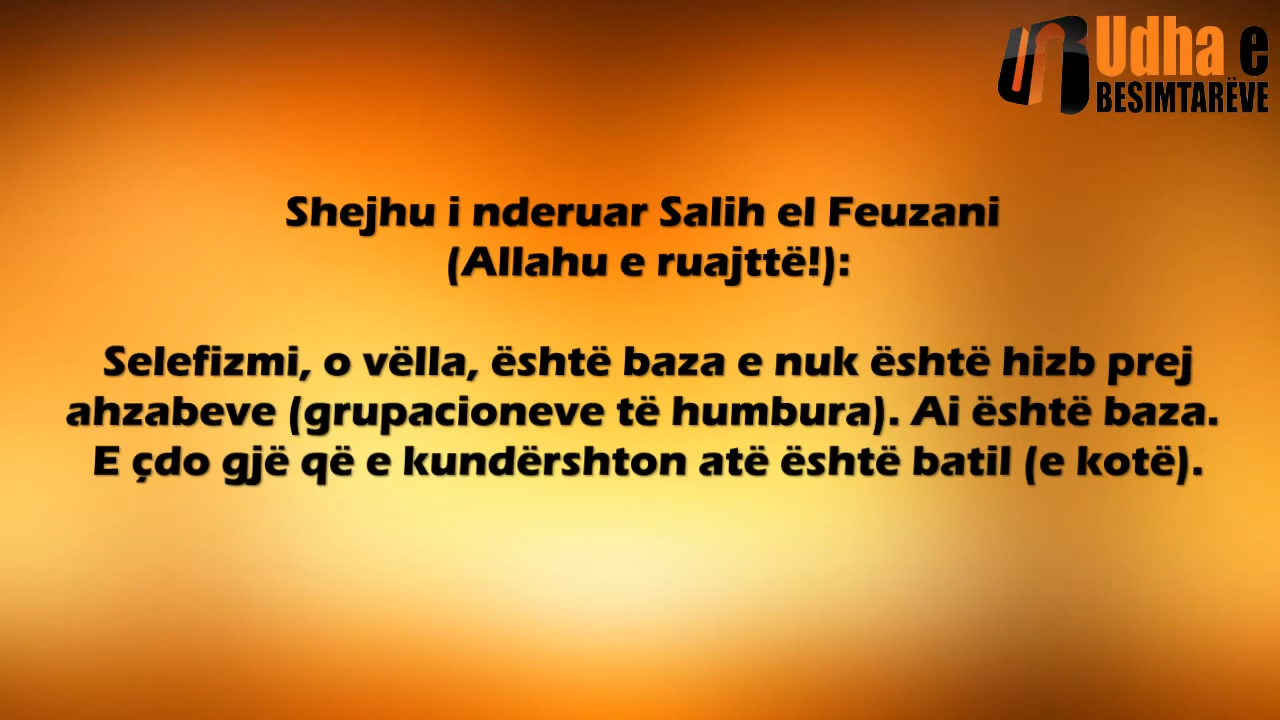 Udha e
BESIMTARËVE
Shejhu i nderuar Salih el Feuzani
(Allahu e ruajttë!):
Selefizmi, o vëlla, është baza e nuk është hizb prej
ahzabeve (grupacioneve të humbura). Ai është baza.
E çdo gjë që e kundërshton atë është batil (e kotë).